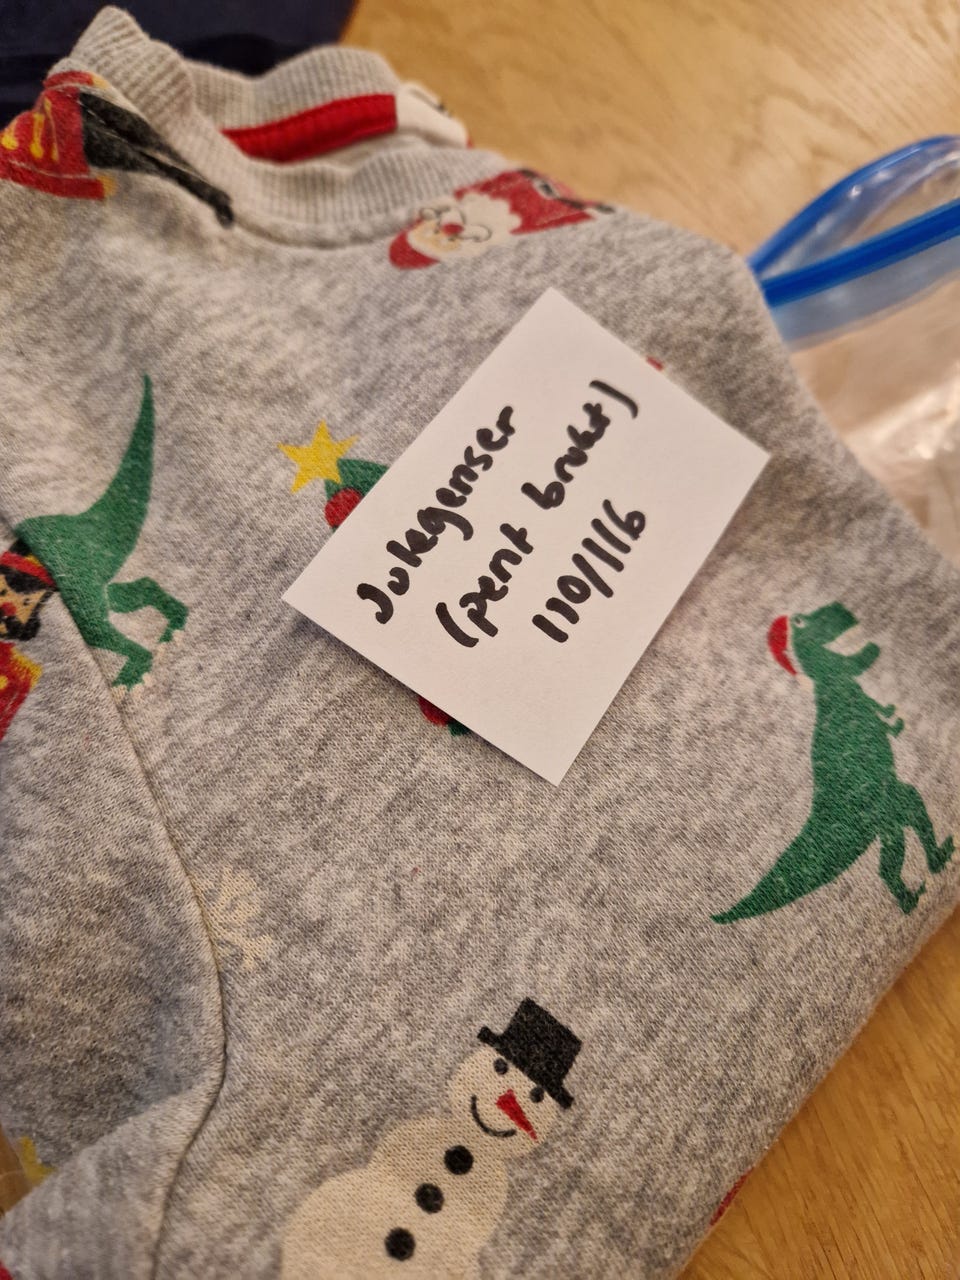 Julegenser
(pent brukt)
110/116